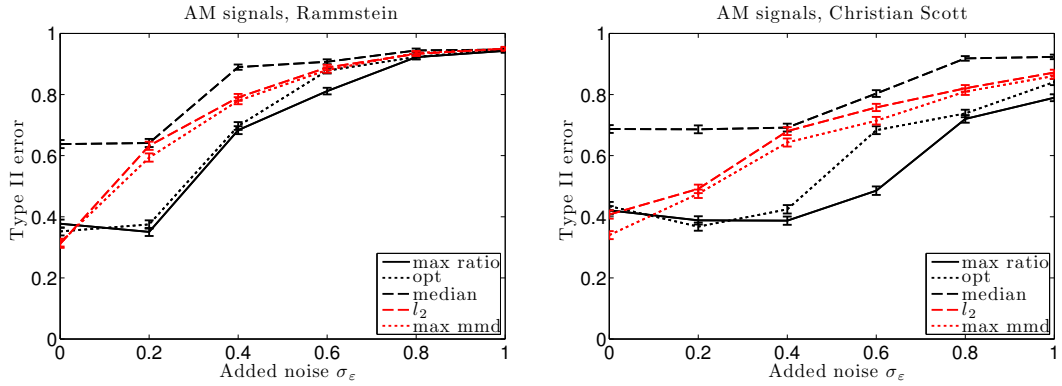 AM signals, Rammstein
1
0.8
0.6
0.4
0.2
0
Type II error
max ratio
opt
median
l₂
max mmd
0 0.2 0.4 0.6 0.8 1
Added noise σ_ε
AM signals, Christian Scott
1
0.8
0.6
0.4
0.2
0
Type II error
max ratio
opt
median
l₂
max mmd
0 0.2 0.4 0.6 0.8 1
Added noise σ_ε